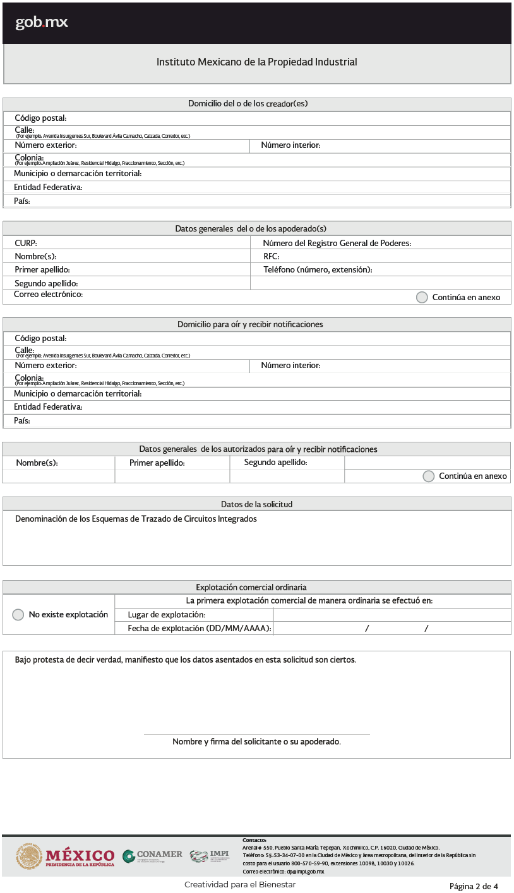 gob.mx
Instituto Mexicano de la Propiedad Industrial
Domicilio del o de los creador(es)
Código postal:
Calle:
(Por ejemplo: Avenida Insurgentes Sur, Boulevard Ávila Camacho, Calzada, Corredor, etc.)
Número exterior: Número interior:
Colonia:
(Por ejemplo: Ampliación Juárez, Residencial Hidalgo, Fraccionamiento, Sección, etc.)
Municipio o demarcación territorial:
Entidad Federativa:
País:
Datos generales del o de los apoderado(s)
CURP: Número del Registro General de Poderes:
Nombre(s): RFC:
Primer apellido: Teléfono (número, extensión):
Segundo apellido:
Correo electrónico: Continúa en anexo
Domicilio para oír y recibir notificaciones
Código postal:
Calle:
(Por ejemplo: Avenida Insurgentes Sur, Boulevard Ávila Camacho, Calzada, Corredor, etc.)
Número exterior: Número interior:
Colonia:
(Por ejemplo: Ampliación Juárez, Residencial Hidalgo, Fraccionamiento, Sección, etc.)
Municipio o demarcación territorial:
Entidad Federativa:
País:
Datos generales de los autorizados para oír y recibir notificaciones
Nombre(s): Primer apellido: Segundo apellido:
Continúa en anexo
Datos de la solicitud
Denominación de los Esquemas de Trazado de Circuitos Integrados
Explotación comercial ordinaria
La primera explotación comercial de manera ordinaria se efectuó en:
No existe explotación
Lugar de explotación:
Fecha de explotación (DD/MM/AAAA): / /
Bajo protesta de decir verdad, manifiesto que los datos asentados en esta solicitud son ciertos.
Nombre y firma del solicitante o su apoderado.
MÉXICO
PRESIDENCIA DE LA REPÚBLICA
CONAMER
IMPI
Contacto:
Arenal # 550, Pueblo Santa María Tepepan, Xochimilco, C.P. 16020, Ciudad de México.
Teléfono: 55-53-34-07-00 en la Ciudad de México y área metropolitana, del interior de la República sin
costo para el usuario 800-570-59-90, extensiones 10098, 10030 y 10026
Correo electrónico:
Creatividad para el Bienestar
Página 2 de 4